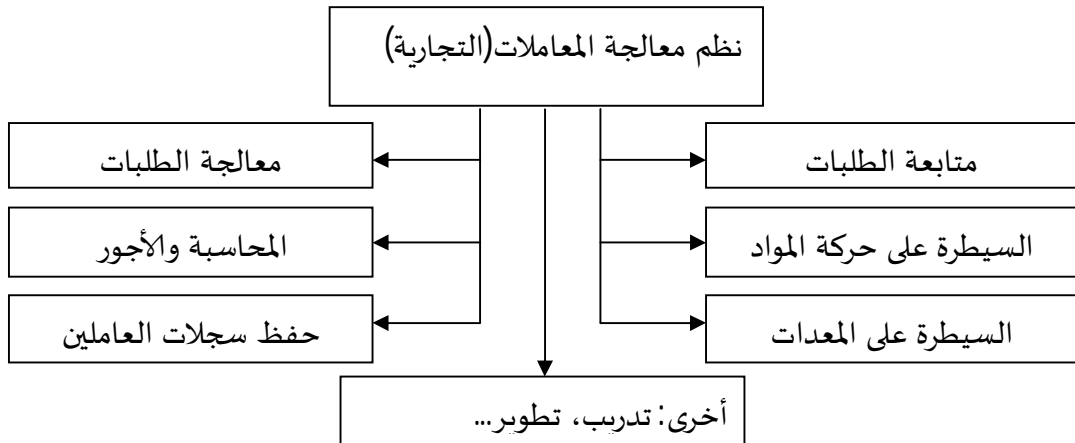 نظم معالجة المعاملات(التجارية)
متابعة الطلبات
معالجة الطلبات
السيطرة على حركة المواد
المحاسبة والأجور
السيطرة على المعدات
حفظ سجلات العاملين
أخرى: تدريب، تطوير...